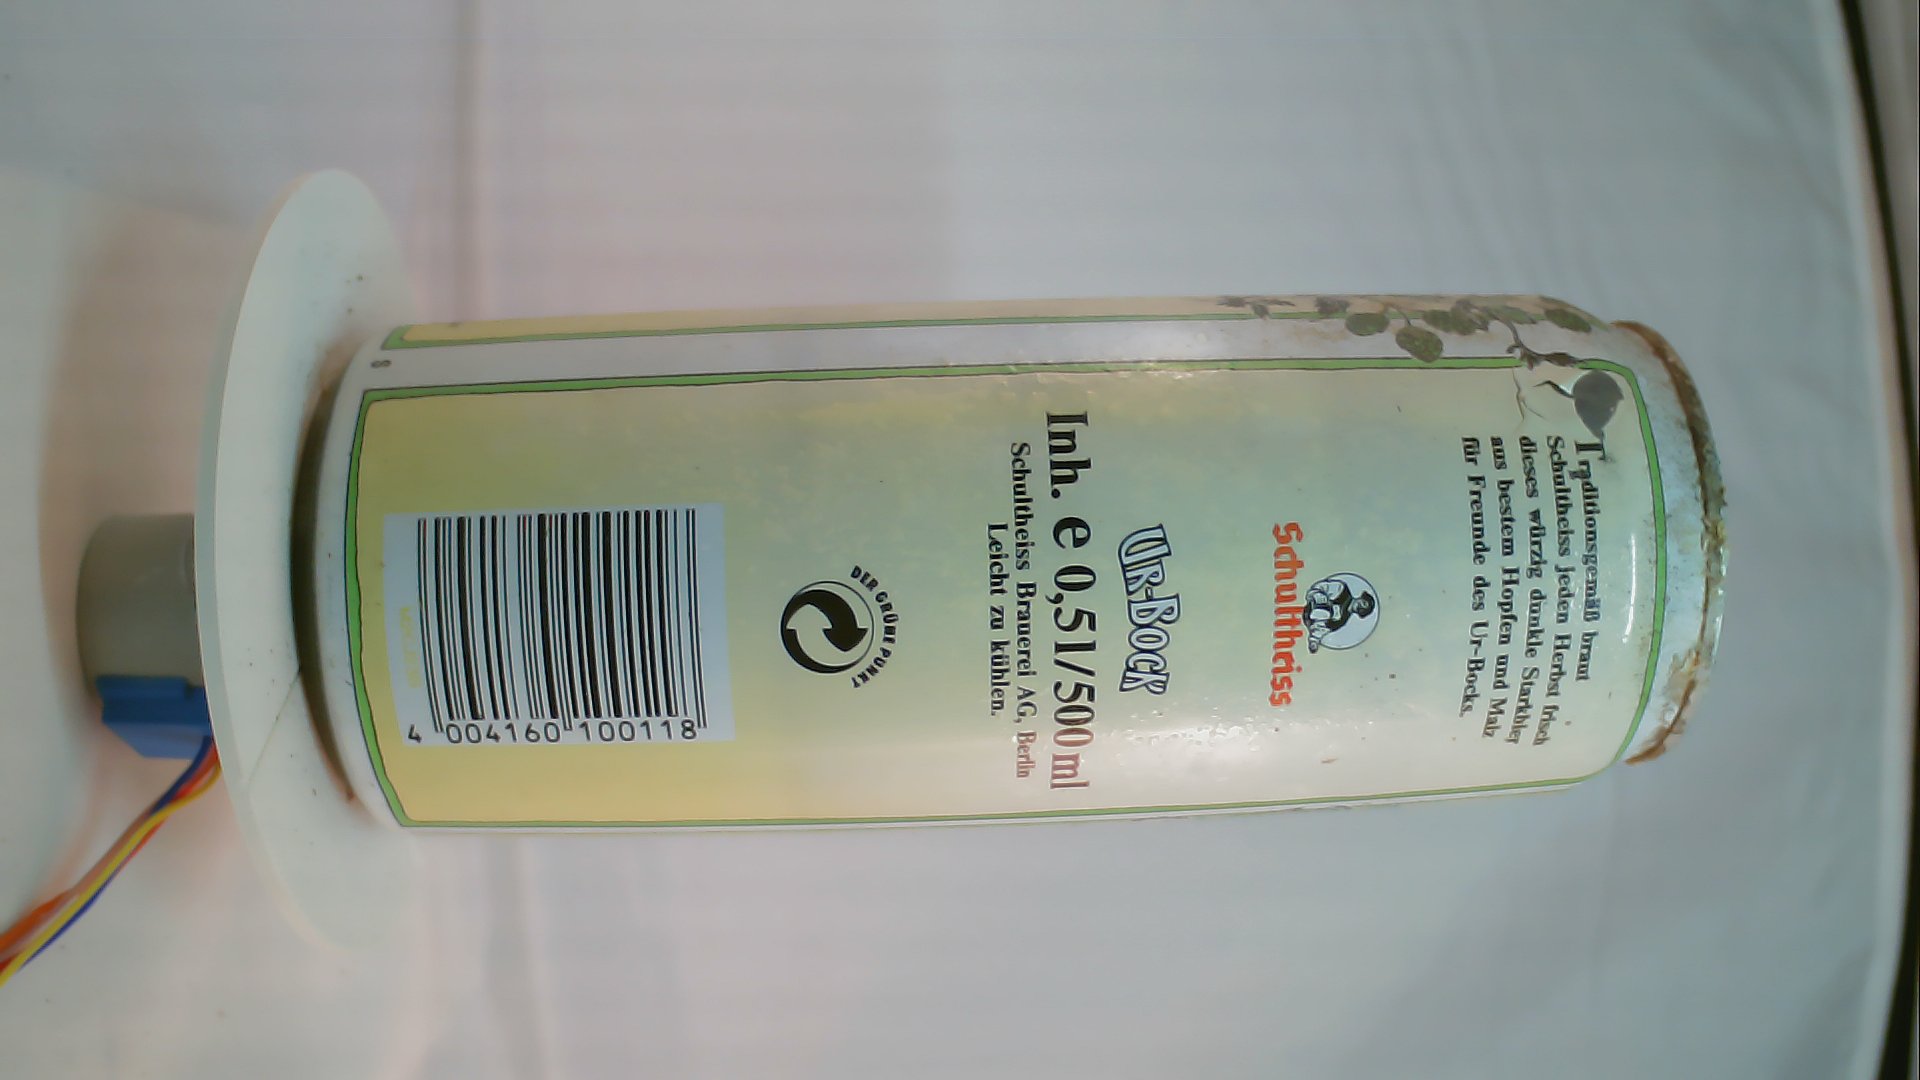 Traditionsgemäß braut
Schultheiss jeden Herbst frisch
dieses würzig dunkle Starkbier
aus bestem Hopfen und Malz
für Freunde des Ur-Bocks.
Schultheiss
UR-BOCK
Inh. e 0,5l/500ml
Schultheiss Brauerei AG, Berlin
Leicht zu kühlen.
DER GRÜNE PUNKT
4 004160 100118